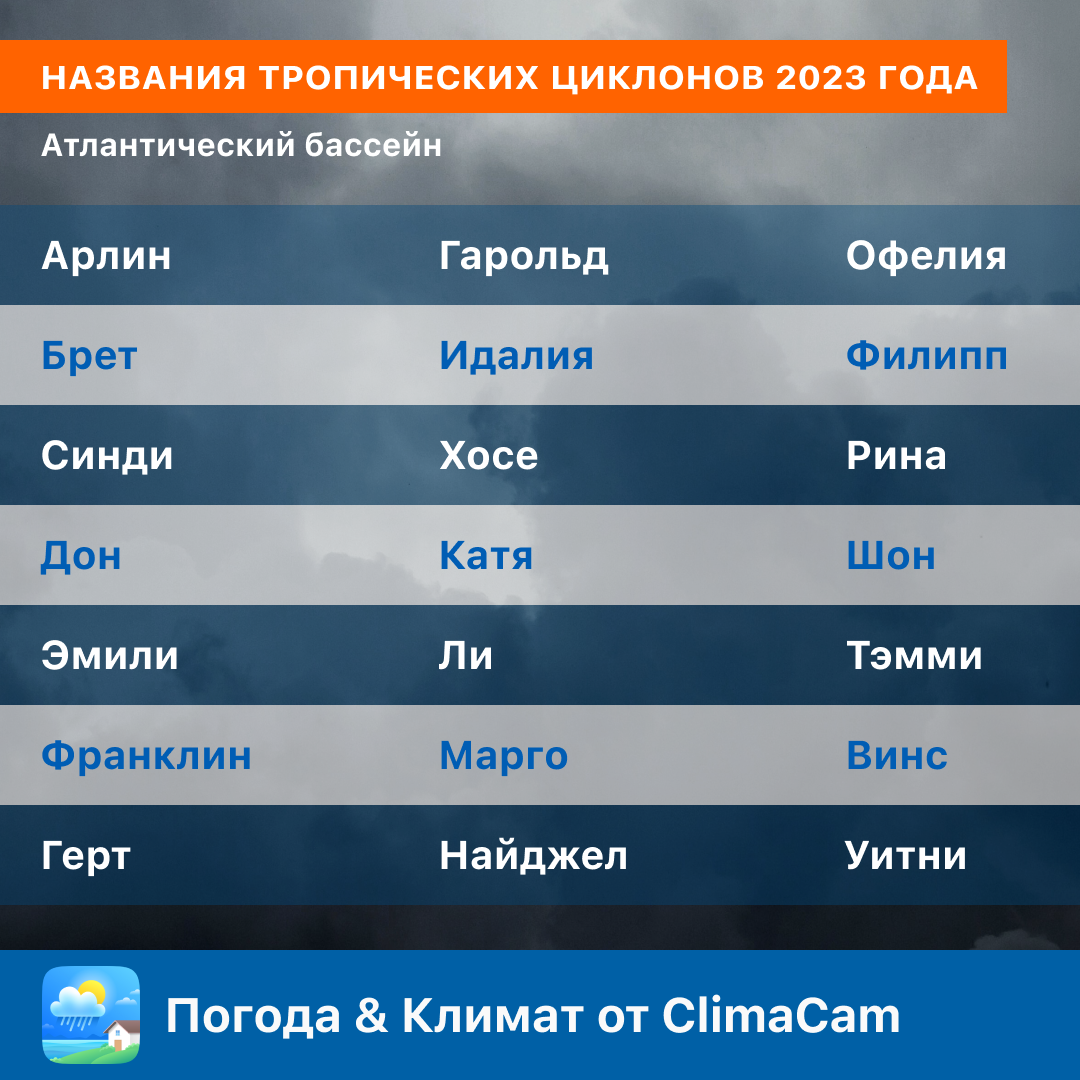 НАЗВАНИЯ ТРОПИЧЕСКИХ ЦИКЛОНОВ 2023 ГОДА
Атлантический бассейн
Арлин Гарольд Офелия
Брет Идалия Филипп
Синди Хосе Рина
Дон Катя Шон
Эмили Ли Тэмми
Франклин Марго Винс
Герт Найджел Уитни
Погода & Климат от ClimaCam